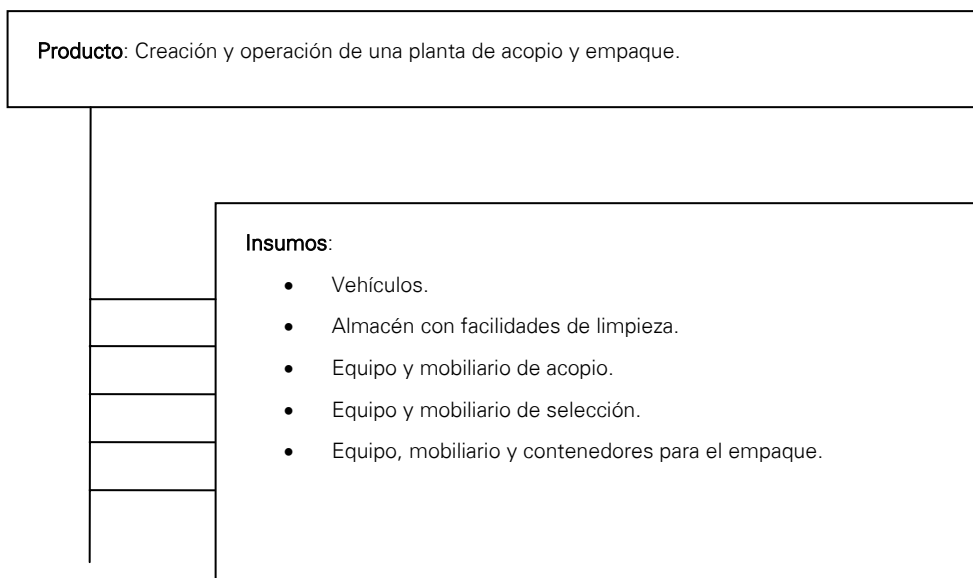 Producto: Creación y operación de una planta de acopio y empaque.
Insumos:
• Vehículos.
• Almacén con facilidades de limpieza.
• Equipo y mobiliario de acopio.
• Equipo y mobiliario de selección.
• Equipo, mobiliario y contenedores para el empaque.